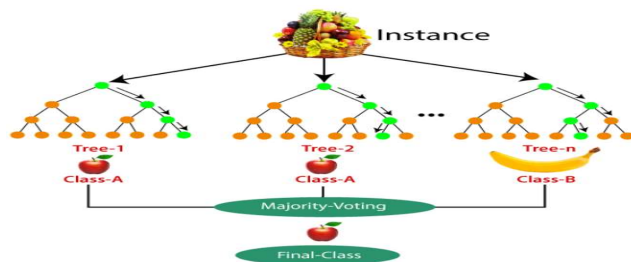 Instance
Tree-1
Tree-2
Tree-n
Class-A
Class-A
Class-B
Majority-Voting
Final-Class